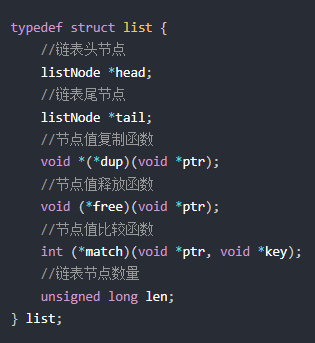 typedef struct list {
//链表头节点
listNode *head;
//链表尾节点
listNode *tail;
//节点值复制函数
void *(*dup)(void *ptr);
//节点值释放函数
void (*free)(void *ptr);
//节点值比较函数
int (*match)(void *ptr, void *key);
//链表节点数量
unsigned long len;
} list;